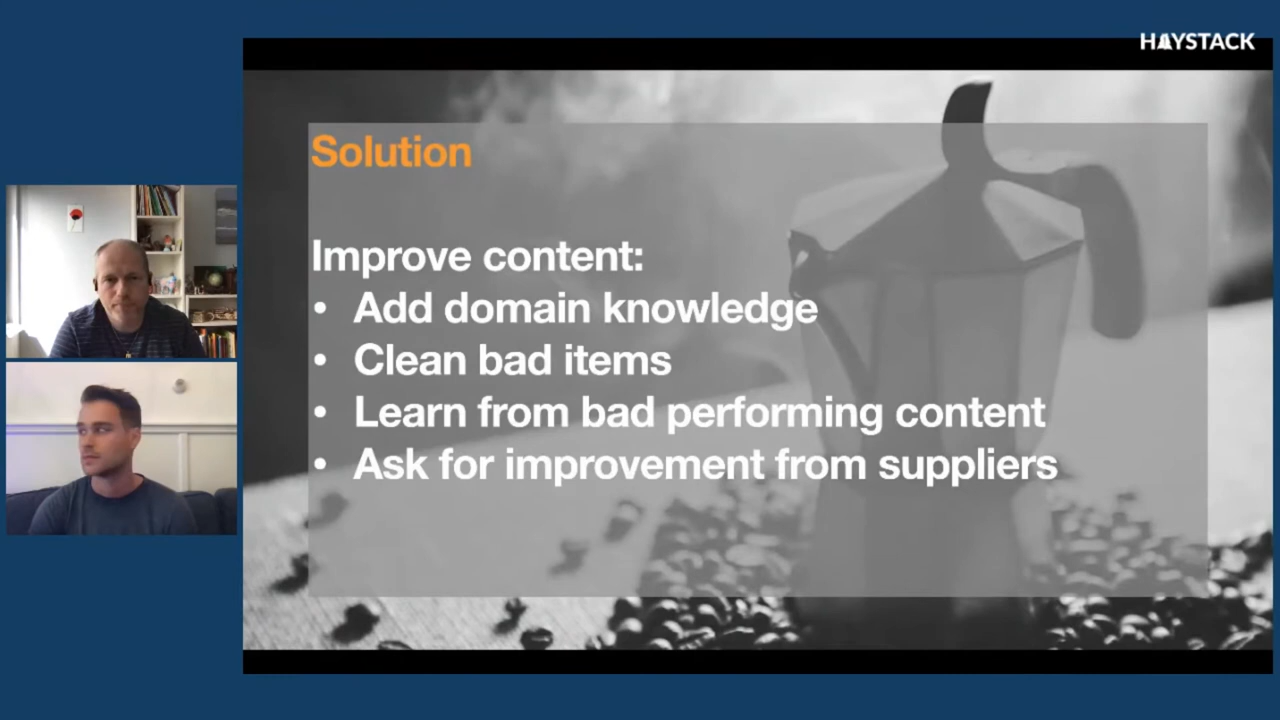 HAYSTACK
Solution
Improve content:
• Add domain knowledge
• Clean bad items
• Learn from bad performing content
• Ask for improvement from suppliers